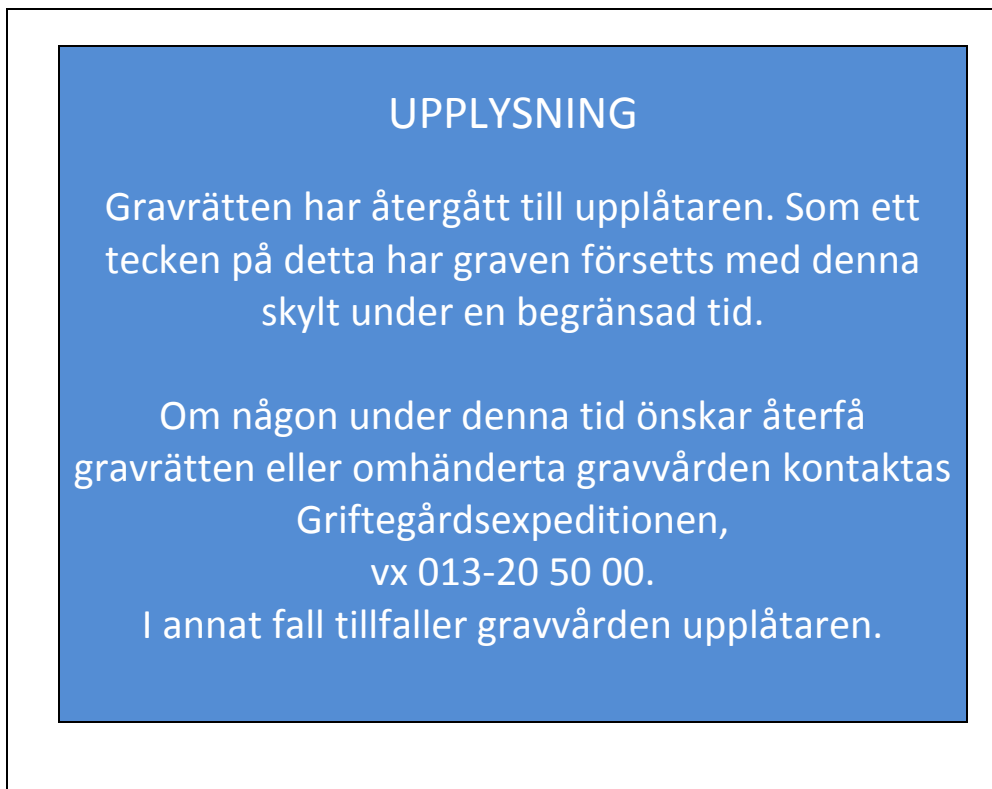 UPPLYSNING
Gravrätten har återgått till upplåtaren. Som ett
tecken på detta har graven försetts med denna
skylt under en begränsad tid.
Om någon under denna tid önskar återfå
gravrätten eller omhänderta gravvården kontaktas
Griftegårdsexpeditionen,
vx 013-20 50 00.
I annat fall tillfaller gravvården upplåtaren.